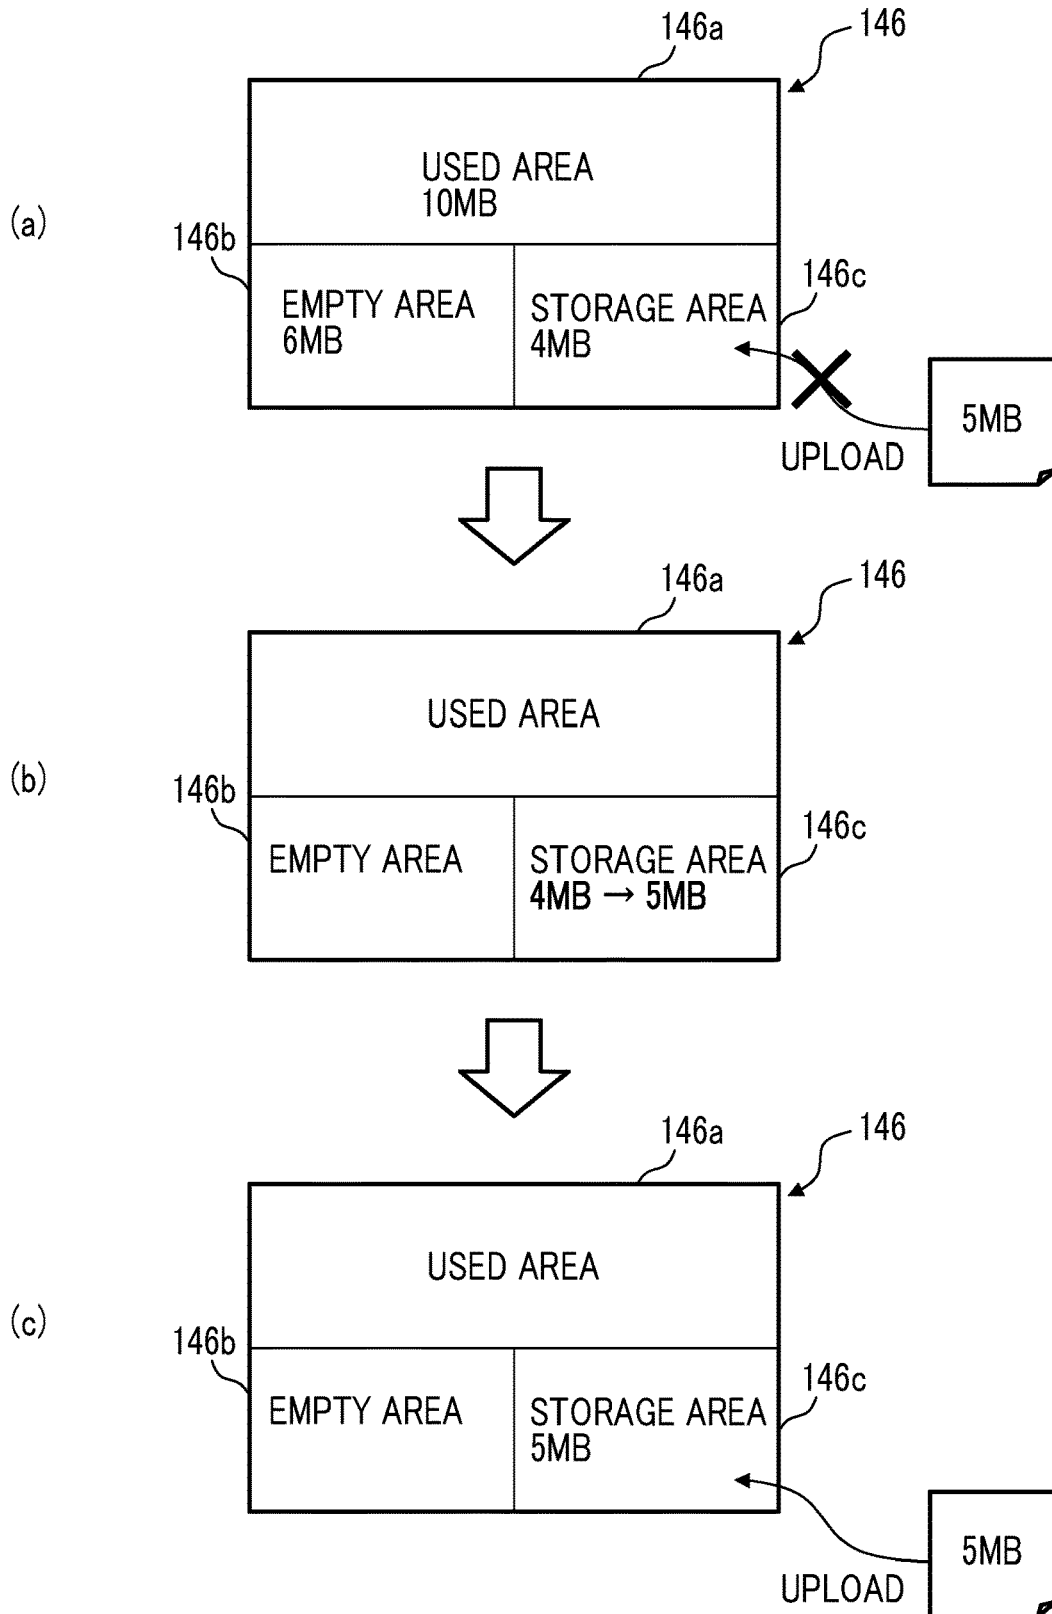 146a
146
USED AREA
10MB
(a)
146b
146c
EMPTY AREA
6MB
STORAGE AREA
4MB
5MB
UPLOAD
146a
146
USED AREA
(b)
146b
146c
EMPTY AREA
STORAGE AREA
4MB → 5MB
146a
146
USED AREA
(c)
146b
146c
EMPTY AREA
STORAGE AREA
5MB
5MB
UPLOAD